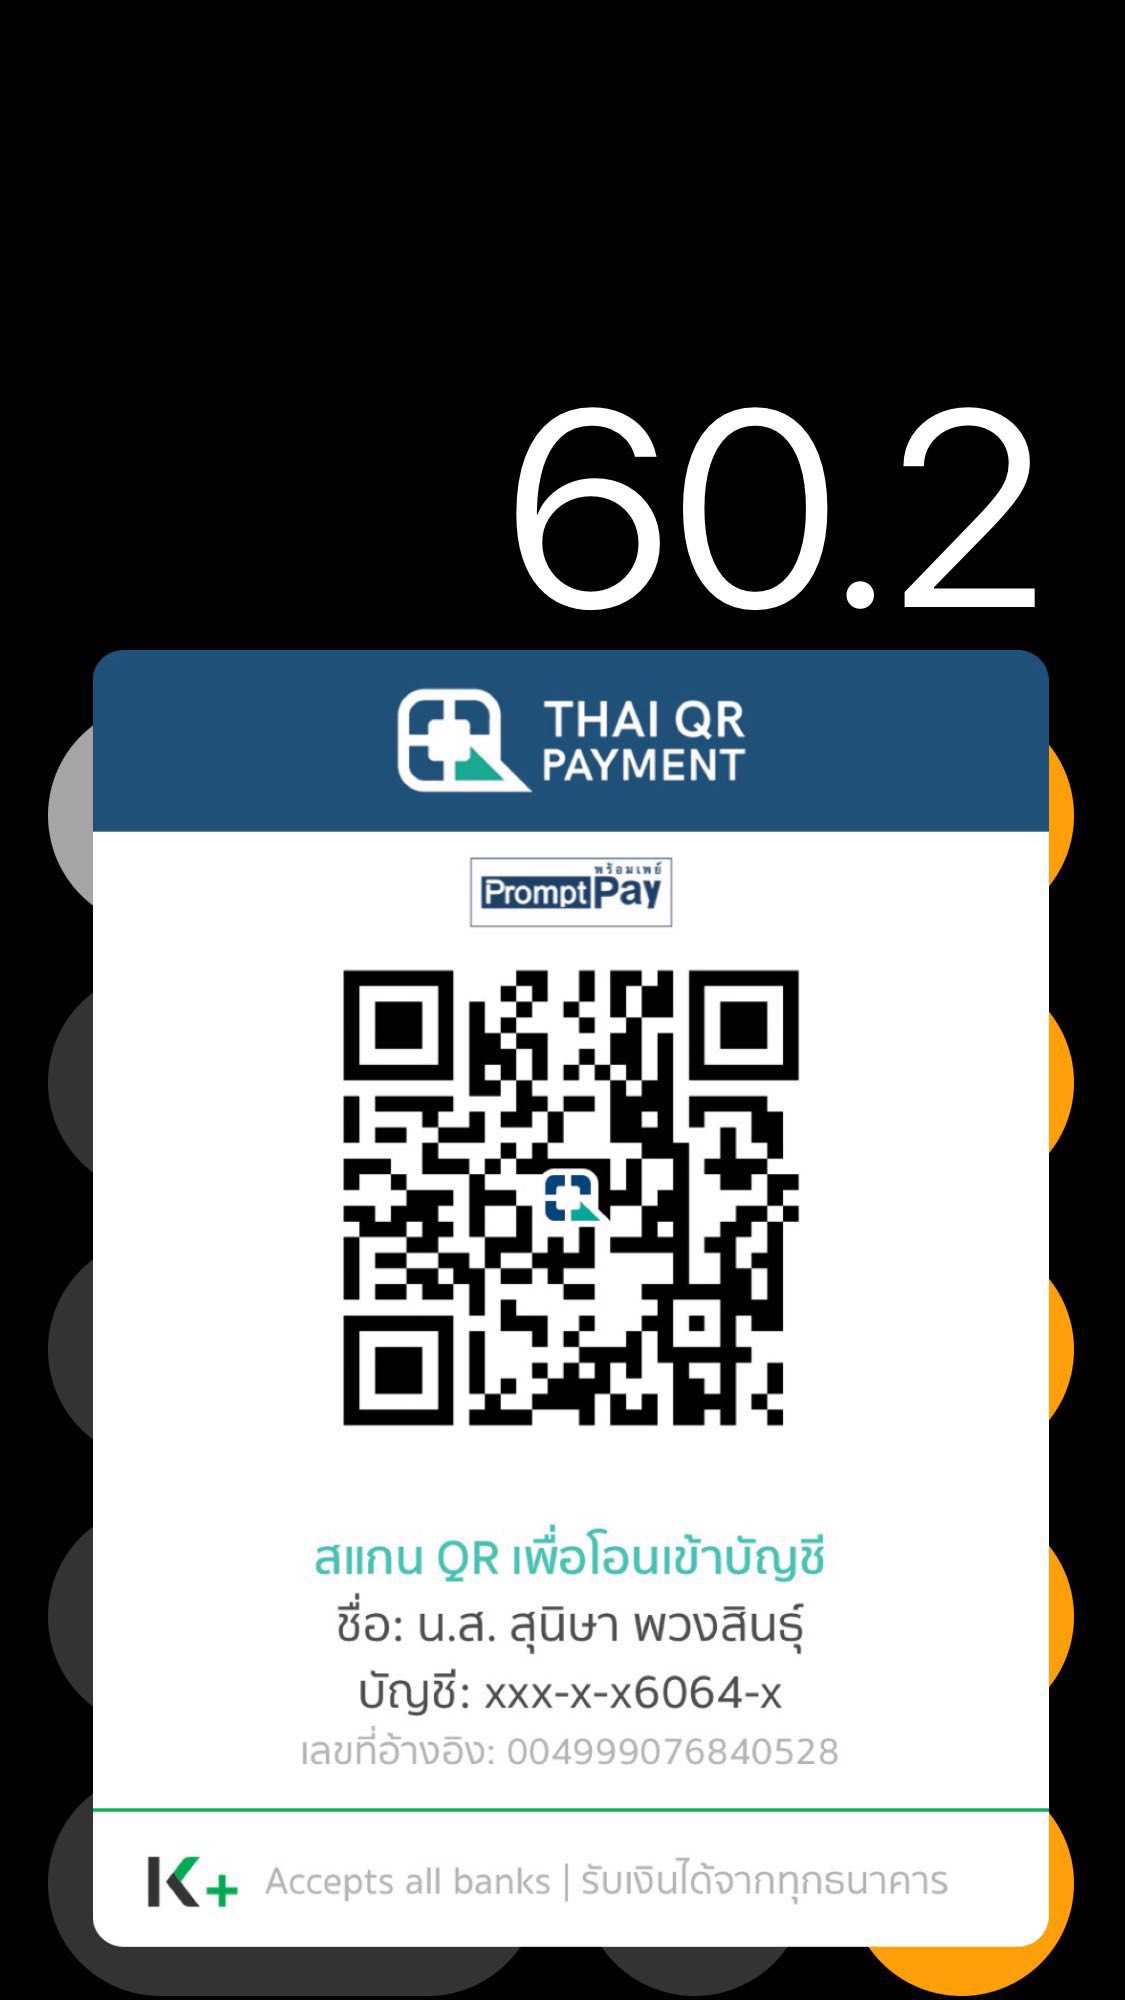 60.2
THAI QR
PAYMENT
พร้อมเพย์
PromptPay
สแกน QR เพื่อโอนเข้าบัญชี
ชื่อ: น.ส. สุนิษา พวงสินธุ์
บัญชี: xxx-x-x6064-x
เลขที่อ้างอิง: 004999076840528
K+ Accepts all banks | รับเงินได้จากทุกธนาคาร